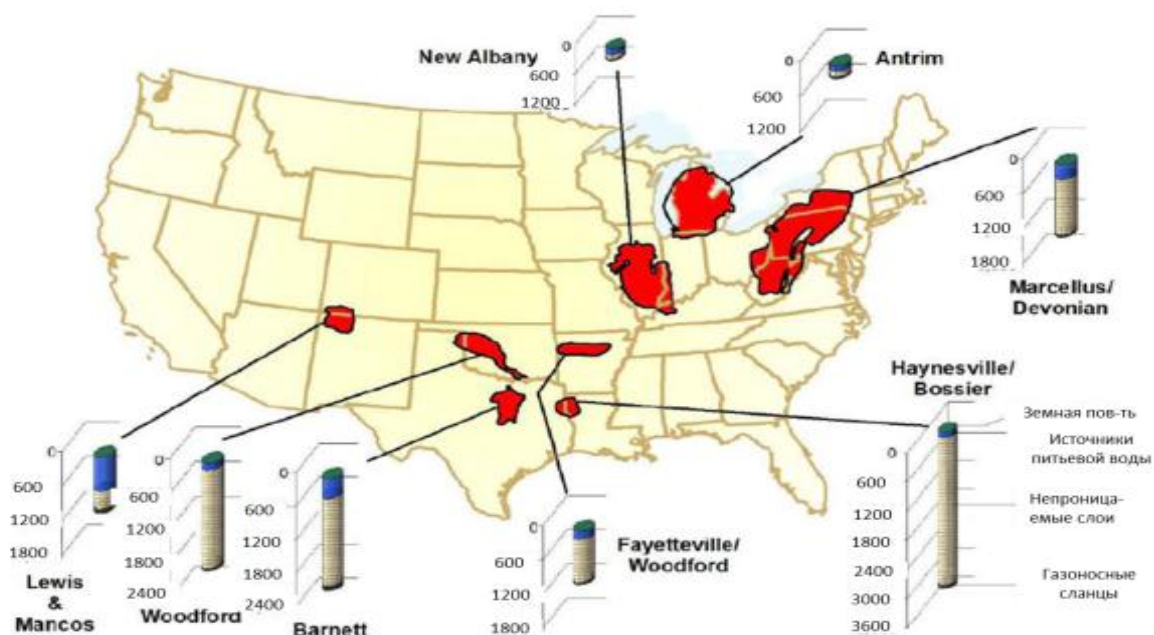 New Albany
0
600
1200
Antrim
0
600
1200
0
600
1200
1800
Marcellus/
Devonian
Haynesville/
Bossier
Земная пов-ть
Источники
питьевой воды
Непроница-
емые слои
Газоносные
сланцы
0
600
1200
1800
2400
3000
3600
0
600
1200
1800
Lewis
&
Mancos
0
600
1200
1800
2400
Woodford
0
600
1200
1800
2400
Barnett
0
600
1200
1800
Fayetteville/
Woodford